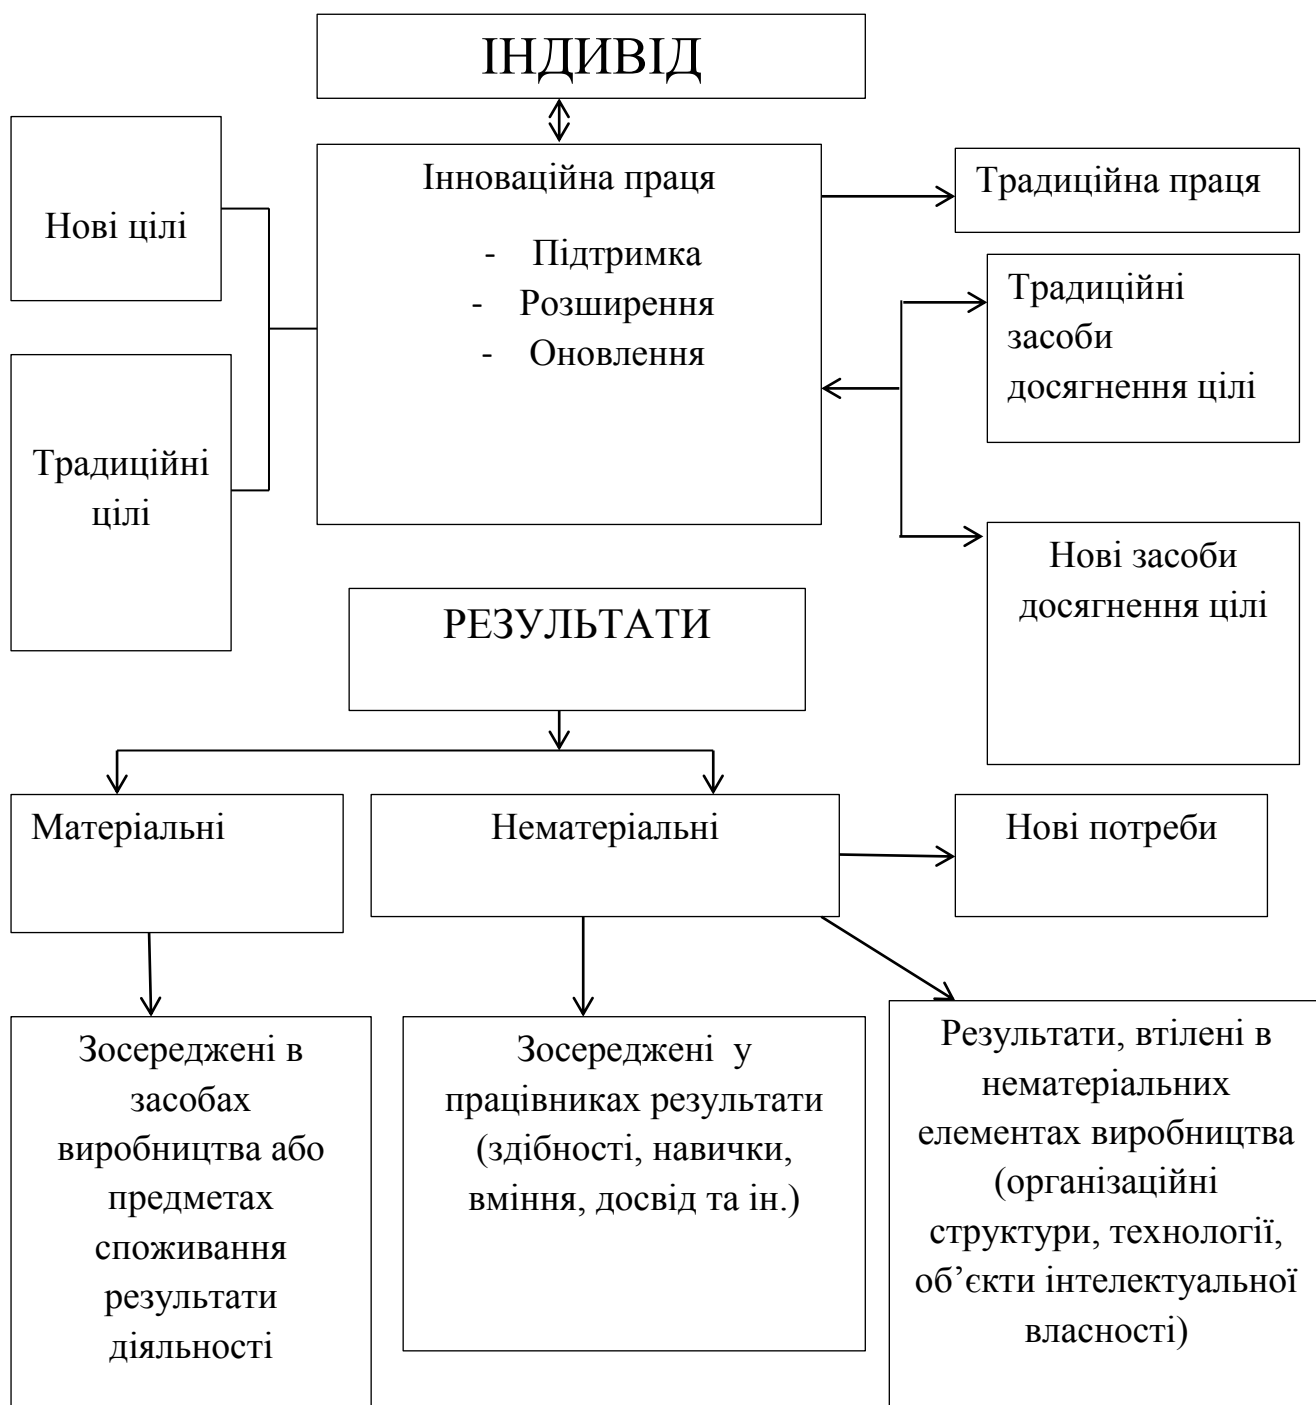 ІНДИВІД
Нові цілі
Традиційні
цілі
Інноваційна праця
- Підтримка
- Розширення
- Оновлення
Традиційна праця
Традиційні
засоби
досягнення цілі
Нові засоби
досягнення цілі
РЕЗУЛЬТАТИ
Матеріальні
Нематеріальні
Нові потреби
Зосереджені в
засобах
виробництва або
предметах
споживання
результати
діяльності
Зосереджені у
працівниках результати
(здібності, навички,
вміння, досвід та ін.)
Результати, втілені в
нематеріальних
елементах виробництва
(організаційні
структури, технології,
об’єкти інтелектуальної
власності)